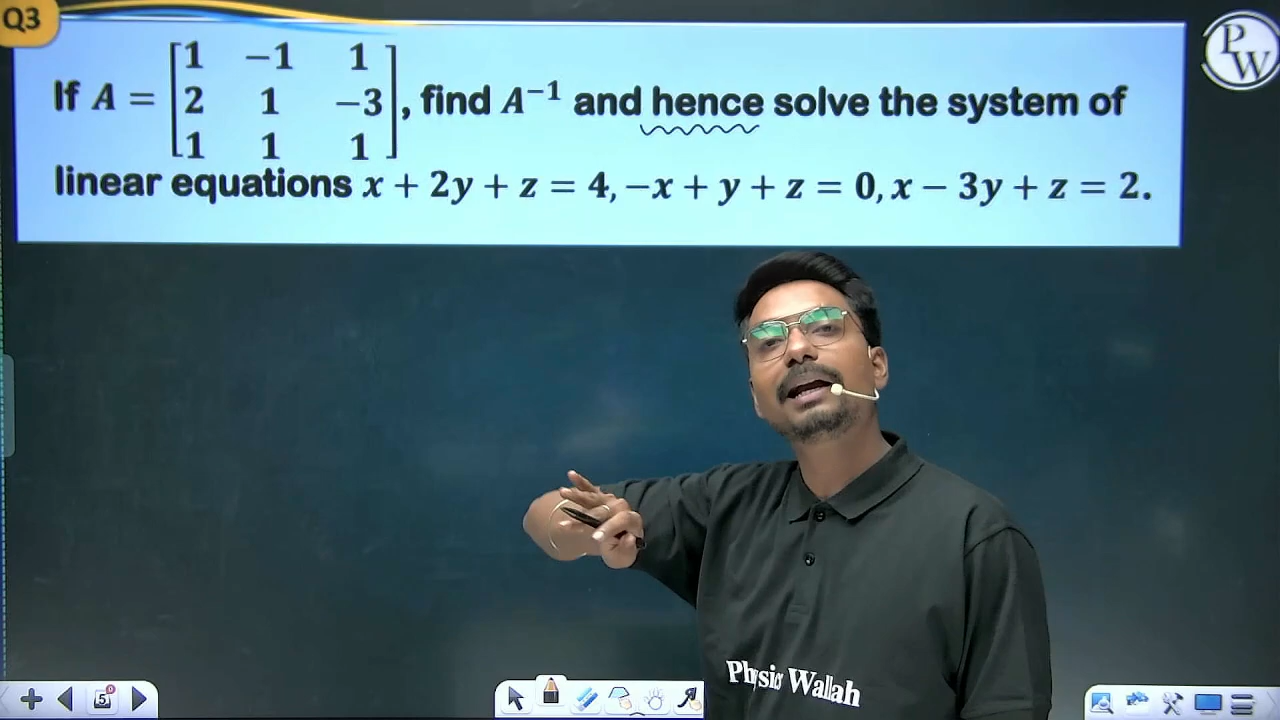 Q3
If A = [1 −1 1
2 1 −3
1 1 1], find A⁻¹ and hence solve the system of
linear equations x + 2y + z = 4, −x + y + z = 0, x − 3y + z = 2.
PW
5
Physics Wallah